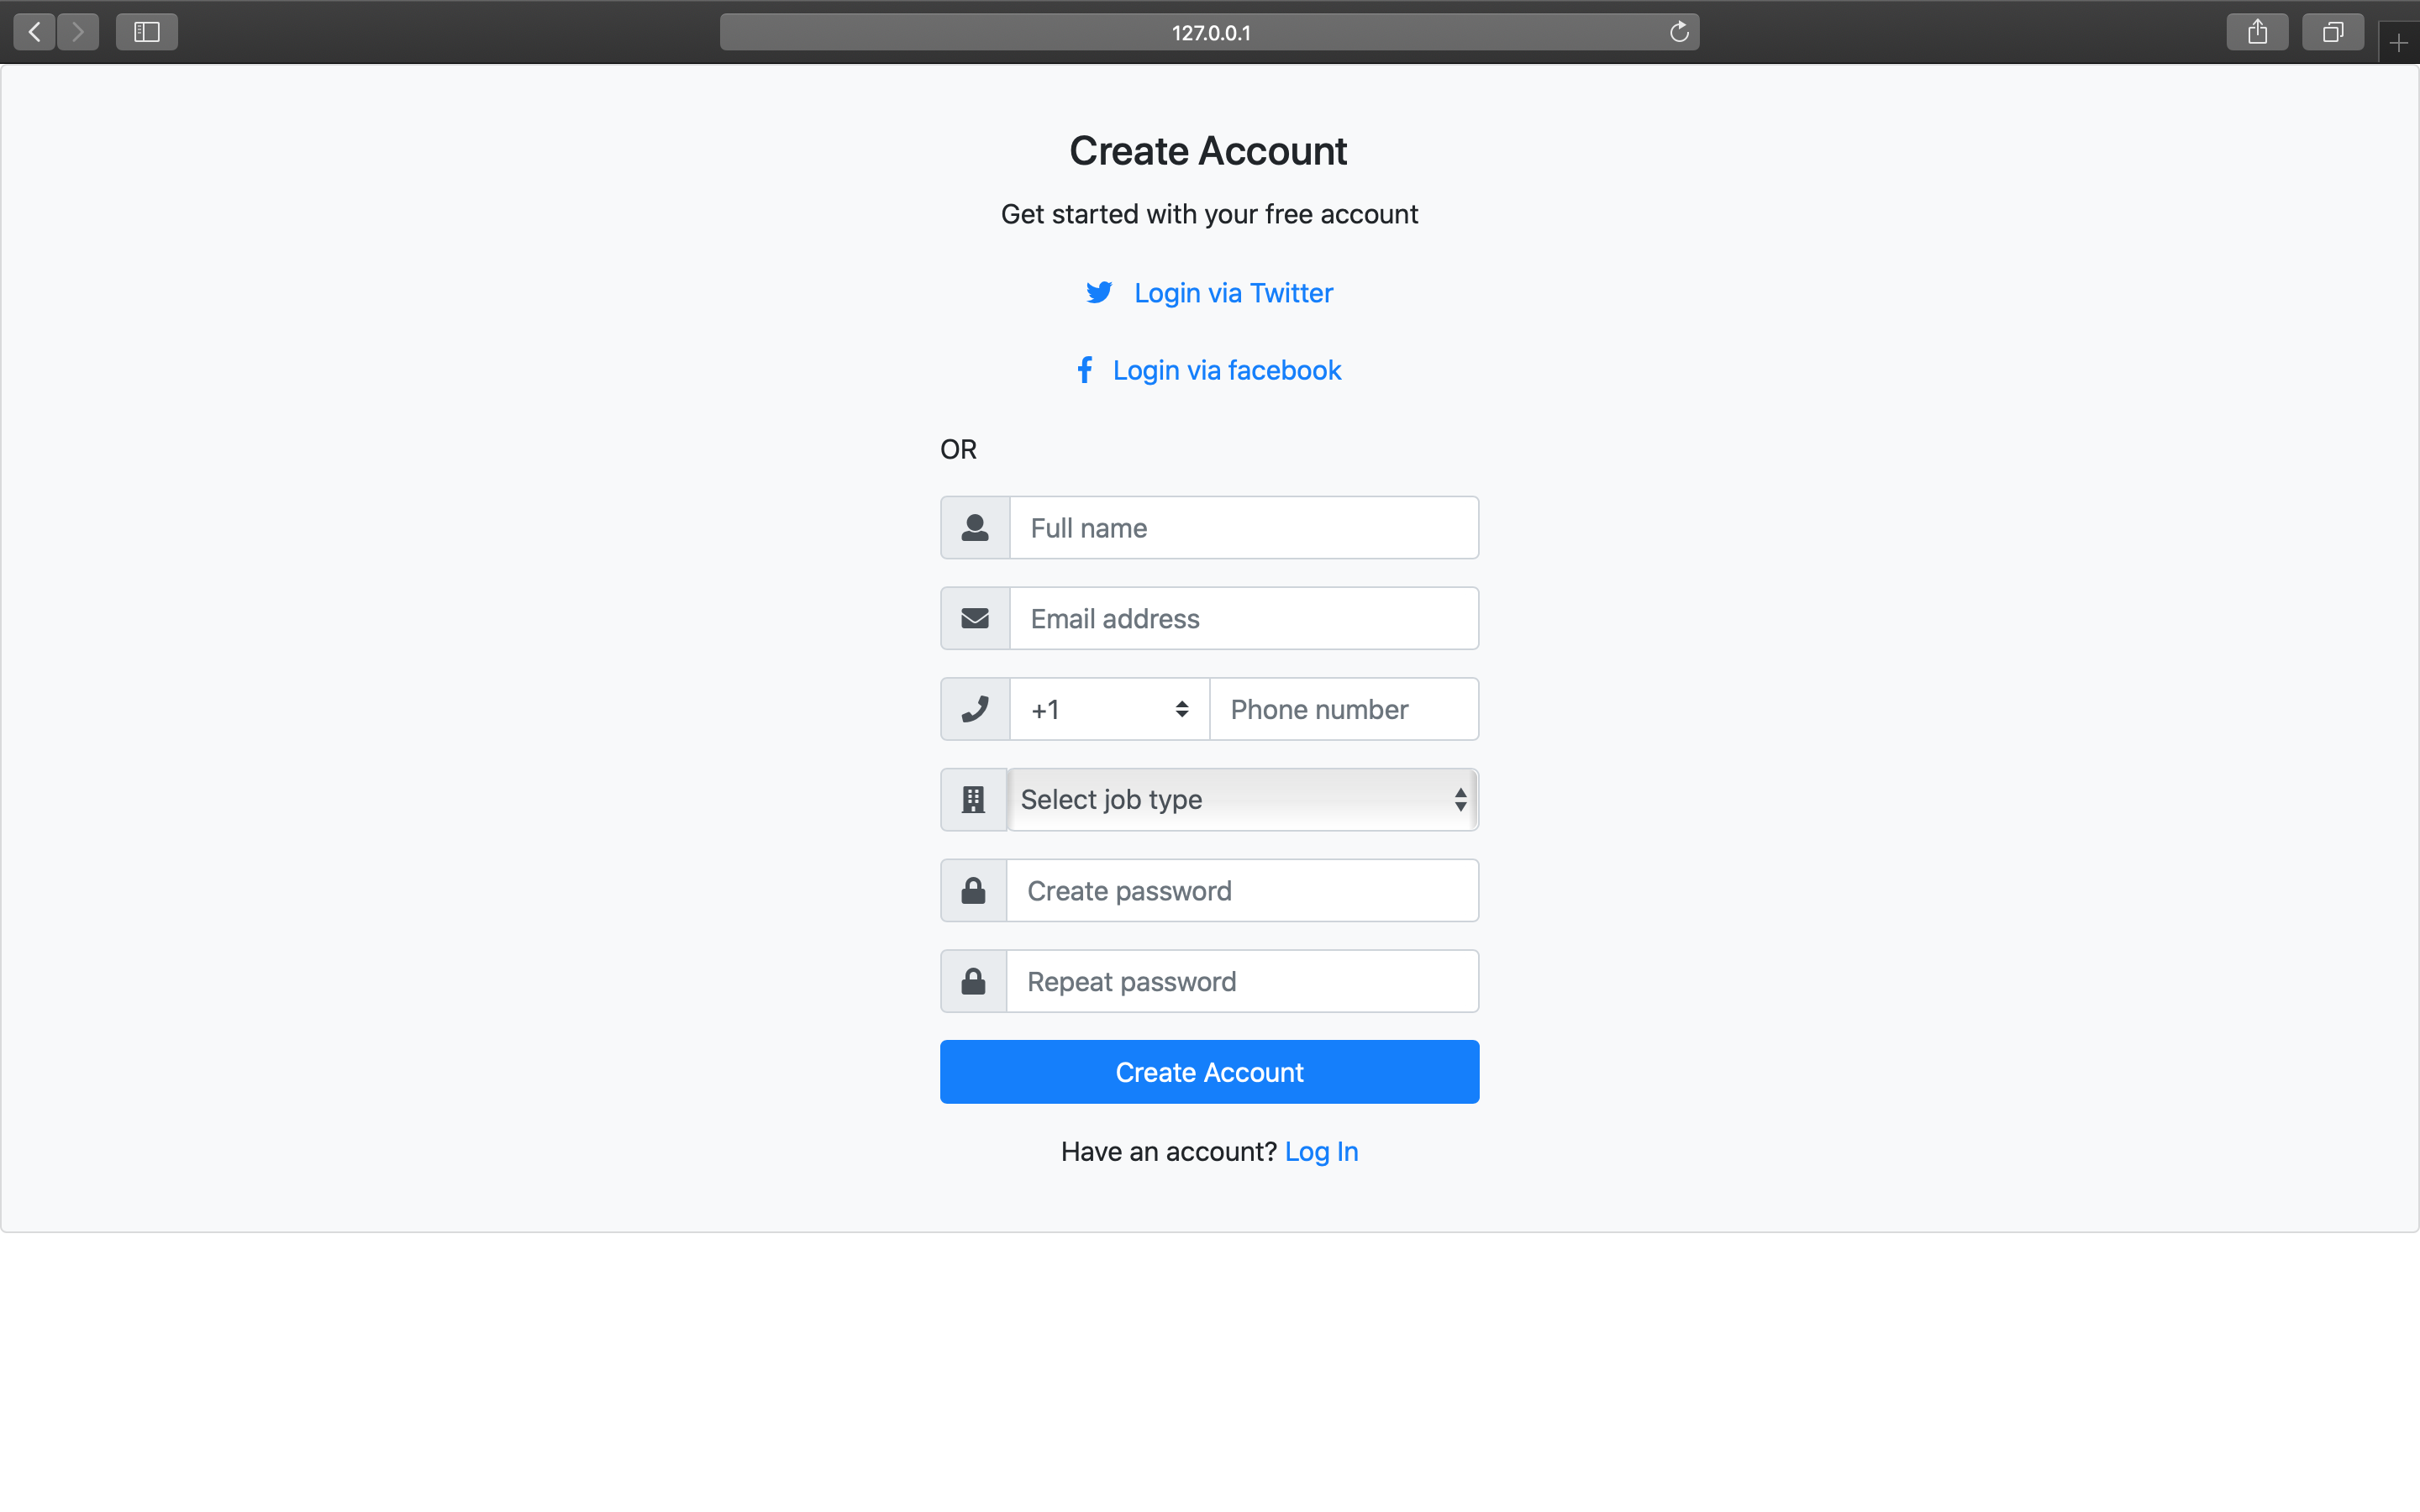 127.0.0.1
Create Account
Get started with your free account
Login via Twitter
Login via facebook
OR
Full name
Email address
+1 Phone number
Select job type
Create password
Repeat password
Create Account
Have an account? Log In